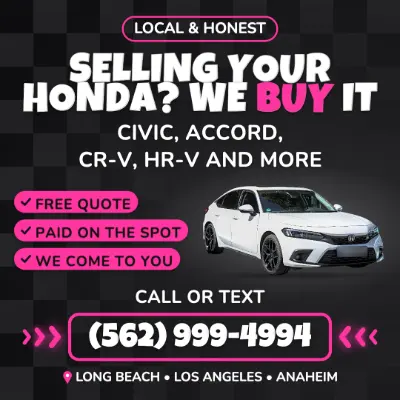 LOCAL & HONEST
SELLING YOUR
HONDA? WE BUY IT
CIVIC, ACCORD,
CR-V, HR-V AND MORE
FREE QUOTE
PAID ON THE SPOT
WE COME TO YOU
CALL OR TEXT
(562) 999-4994
LONG BEACH • LOS ANGELES • ANAHEIM